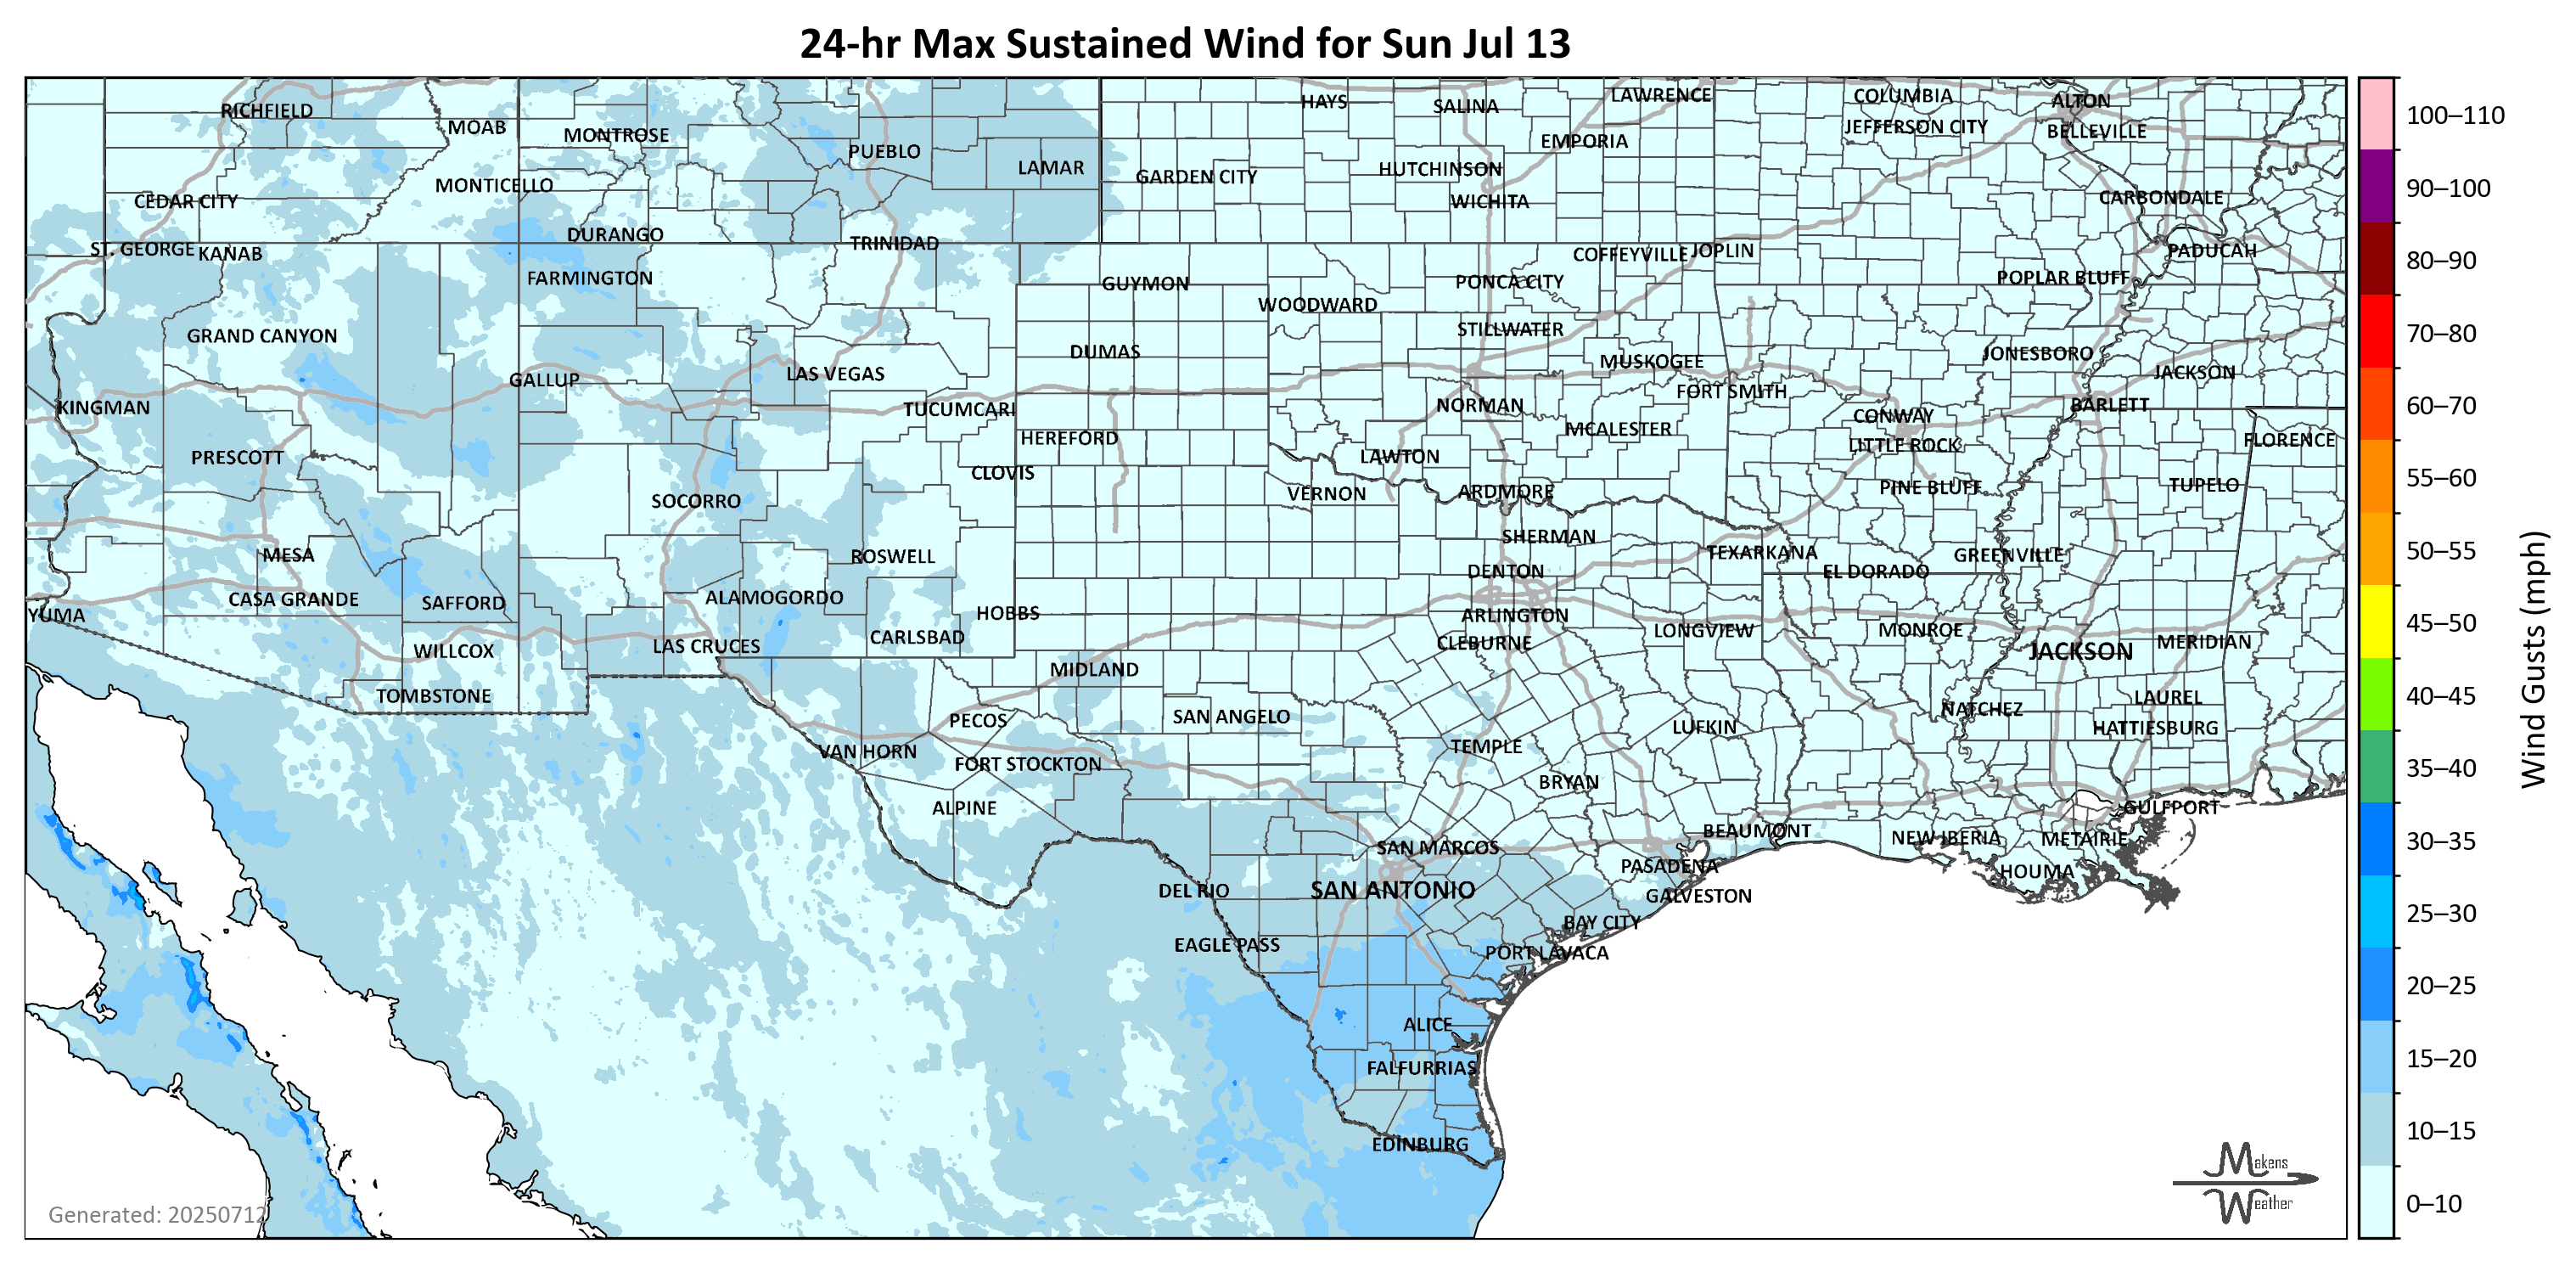 24-hr Max Sustained Wind for Sun Jul 13
RICHFIELD
MOAB
MONTROSE
PUEBLO
LAMAR
HAYS
SALINA
LAWRENCE
EMPORIA
COLUMBIA
JEFFERSON CITY
ALTON
BELLEVILLE
CEDAR CITY
MONTICELLO
GARDEN CITY
HUTCHINSON
WICHITA
CARBONDALE
ST. GEORGE
KANAB
DURANGO
TRINIDAD
COFFEYVILLE
JOPLIN
PADUCAH
FARMINGTON
GUYMON
WOODWARD
PONCA CITY
POPLAR BLUFF
GRAND CANYON
DUMAS
STILLWATER
MUSKOGEE
JONESBORO
JACKSON
GALLUP
LAS VEGAS
KINGMAN
TUCUMCARI
NORMAN
FORT SMITH
CONWAY
BARLETT
HEREFORD
MCALESTER
LITTLE ROCK
FLORENCE
PRESCOTT
CLOVIS
LAWTON
SOCORRO
VERNON
ARDMORE
PINE BLUFF
TUPELO
MESA
ROSWELL
SHERMAN
TEXARKANA
GREENVILLE
DENTON
EL DORADO
YUMA
CASA GRANDE
SAFFORD
ALAMOGORDO
HOBBS
ARLINGTON
CLEBURNE
LONGVIEW
MONROE
JACKSON
MERIDIAN
WILLCOX
LAS CRUCES
CARLSBAD
MIDLAND
TOMBSTONE
PECOS
SAN ANGELO
LUFKIN
NATCHEZ
LAUREL
HATTIESBURG
VAN HORN
FORT STOCKTON
TEMPLE
BRYAN
ALPINE
GULFPORT
SAN MARCOS
BEAUMONT
NEW IBERIA
METAIRIE
DEL RIO
SAN ANTONIO
PASADENA
GALVESTON
HOUMA
EAGLE PASS
BAY CITY
PORT LAVACA
ALICE
FALFURRIAS
EDINBURG
Generated: 20250712
Makens
Weather
100–110
90–100
80–90
70–80
60–70
55–60
50–55
45–50
40–45
35–40
30–35
25–30
20–25
15–20
10–15
0–10
Wind Gusts (mph)